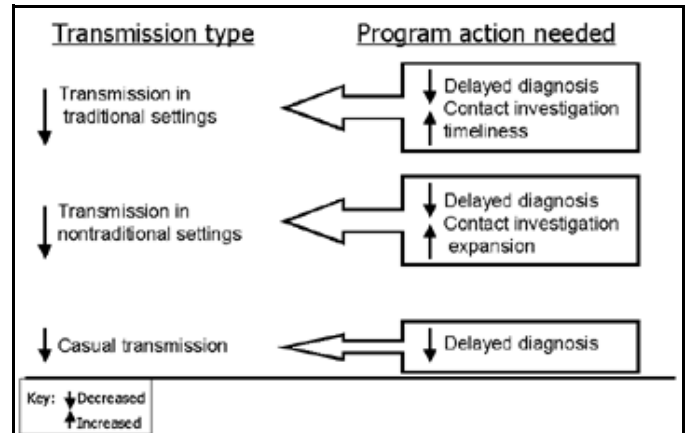 Transmission type
Program action needed
Transmission in
traditional settings
Delayed diagnosis
Contact investigation
timeliness
Transmission in
nontraditional settings
Delayed diagnosis
Contact investigation
expansion
Casual transmission
Delayed diagnosis
Key: ↓Decreased
↑Increased